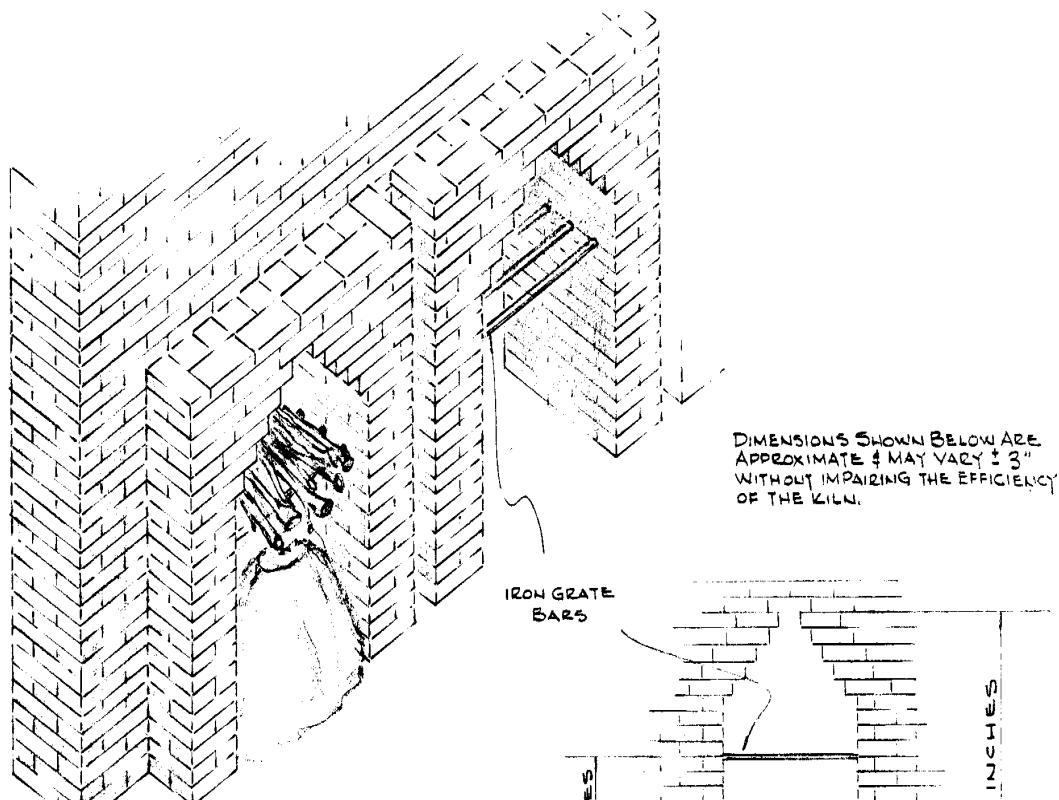 DIMENSIONS SHOWN BELOW ARE
APPROXIMATE & MAY VARY ± 3"
WITHOUT IMPAIRING THE EFFICIENCY
OF THE KILN.
IRON GRATE
BARS
INCHES
ES